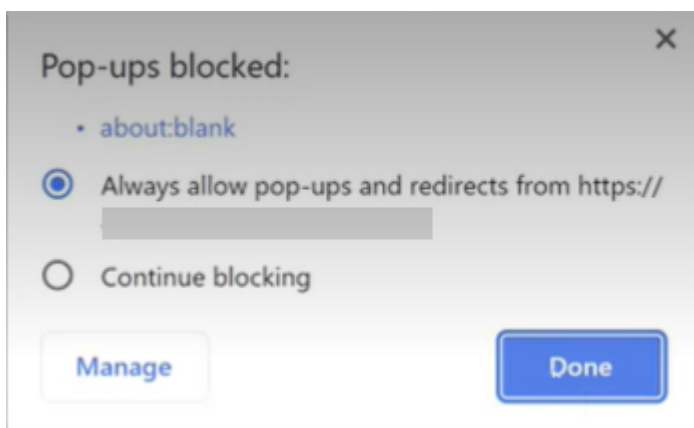 Pop-ups blocked:
• about:blank
Always allow pop-ups and redirects from https://
Continue blocking
Manage
Done